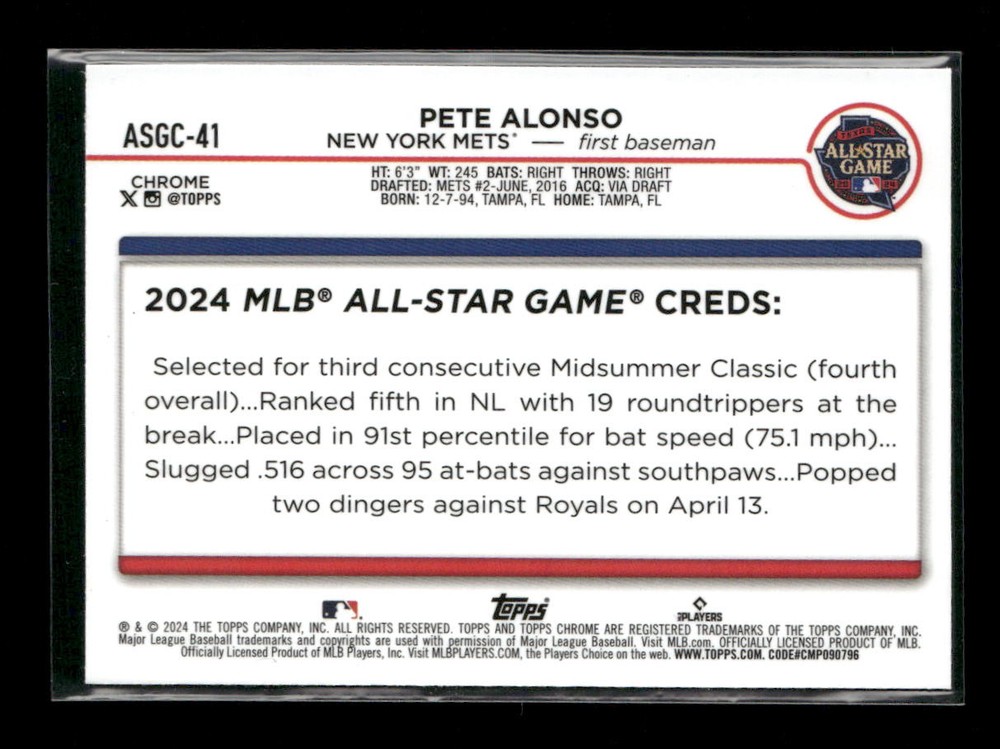 ASGC-41
PETE ALONSO
NEW YORK METS® — first baseman
TEXAS
ALL★STAR
GAME
20 24
CHROME
@TOPPS
HT: 6'3" WT: 245 BATS: RIGHT THROWS: RIGHT
DRAFTED: METS #2-JUNE, 2016 ACQ: VIA DRAFT
BORN: 12-7-94, TAMPA, FL HOME: TAMPA, FL
2024 MLB® ALL-STAR GAME® CREDS:
Selected for third consecutive Midsummer Classic (fourth
overall)...Ranked fifth in NL with 19 roundtrippers at the
break...Placed in 91st percentile for bat speed (75.1 mph)...
Slugged .516 across 95 at-bats against southpaws...Popped
two dingers against Royals on April 13.
Topps
PLAYERS
® & © 2024 THE TOPPS COMPANY, INC. ALL RIGHTS RESERVED. TOPPS AND TOPPS CHROME ARE REGISTERED TRADEMARKS OF THE TOPPS COMPANY, INC.
Major League Baseball trademarks and copyrights are used with permission of Major League Baseball. Visit MLB.com. OFFICIALLY LICENSED PRODUCT OF MLB.
Officially Licensed Product of MLB Players, Inc. Visit MLBPLAYERS.COM, the Players Choice on the web. WWW.TOPPS.COM. CODE#CMP090796